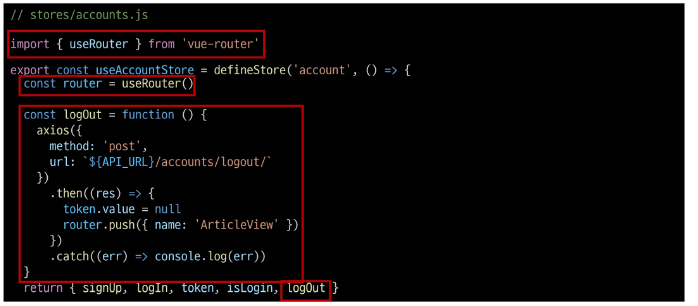 // stores/accounts.js
import { useRouter } from 'vue-router'
export const useAccountStore = defineStore('account', () => {
const router = useRouter()
const logOut = function () {
axios({
method: 'post',
url: `${API_URL}/accounts/logout/`
})
.then((res) => {
token.value = null
router.push({ name: 'ArticleView' })
})
.catch((err) => console.log(err))
}
return { signUp, logIn, token, isLogin, logOut }